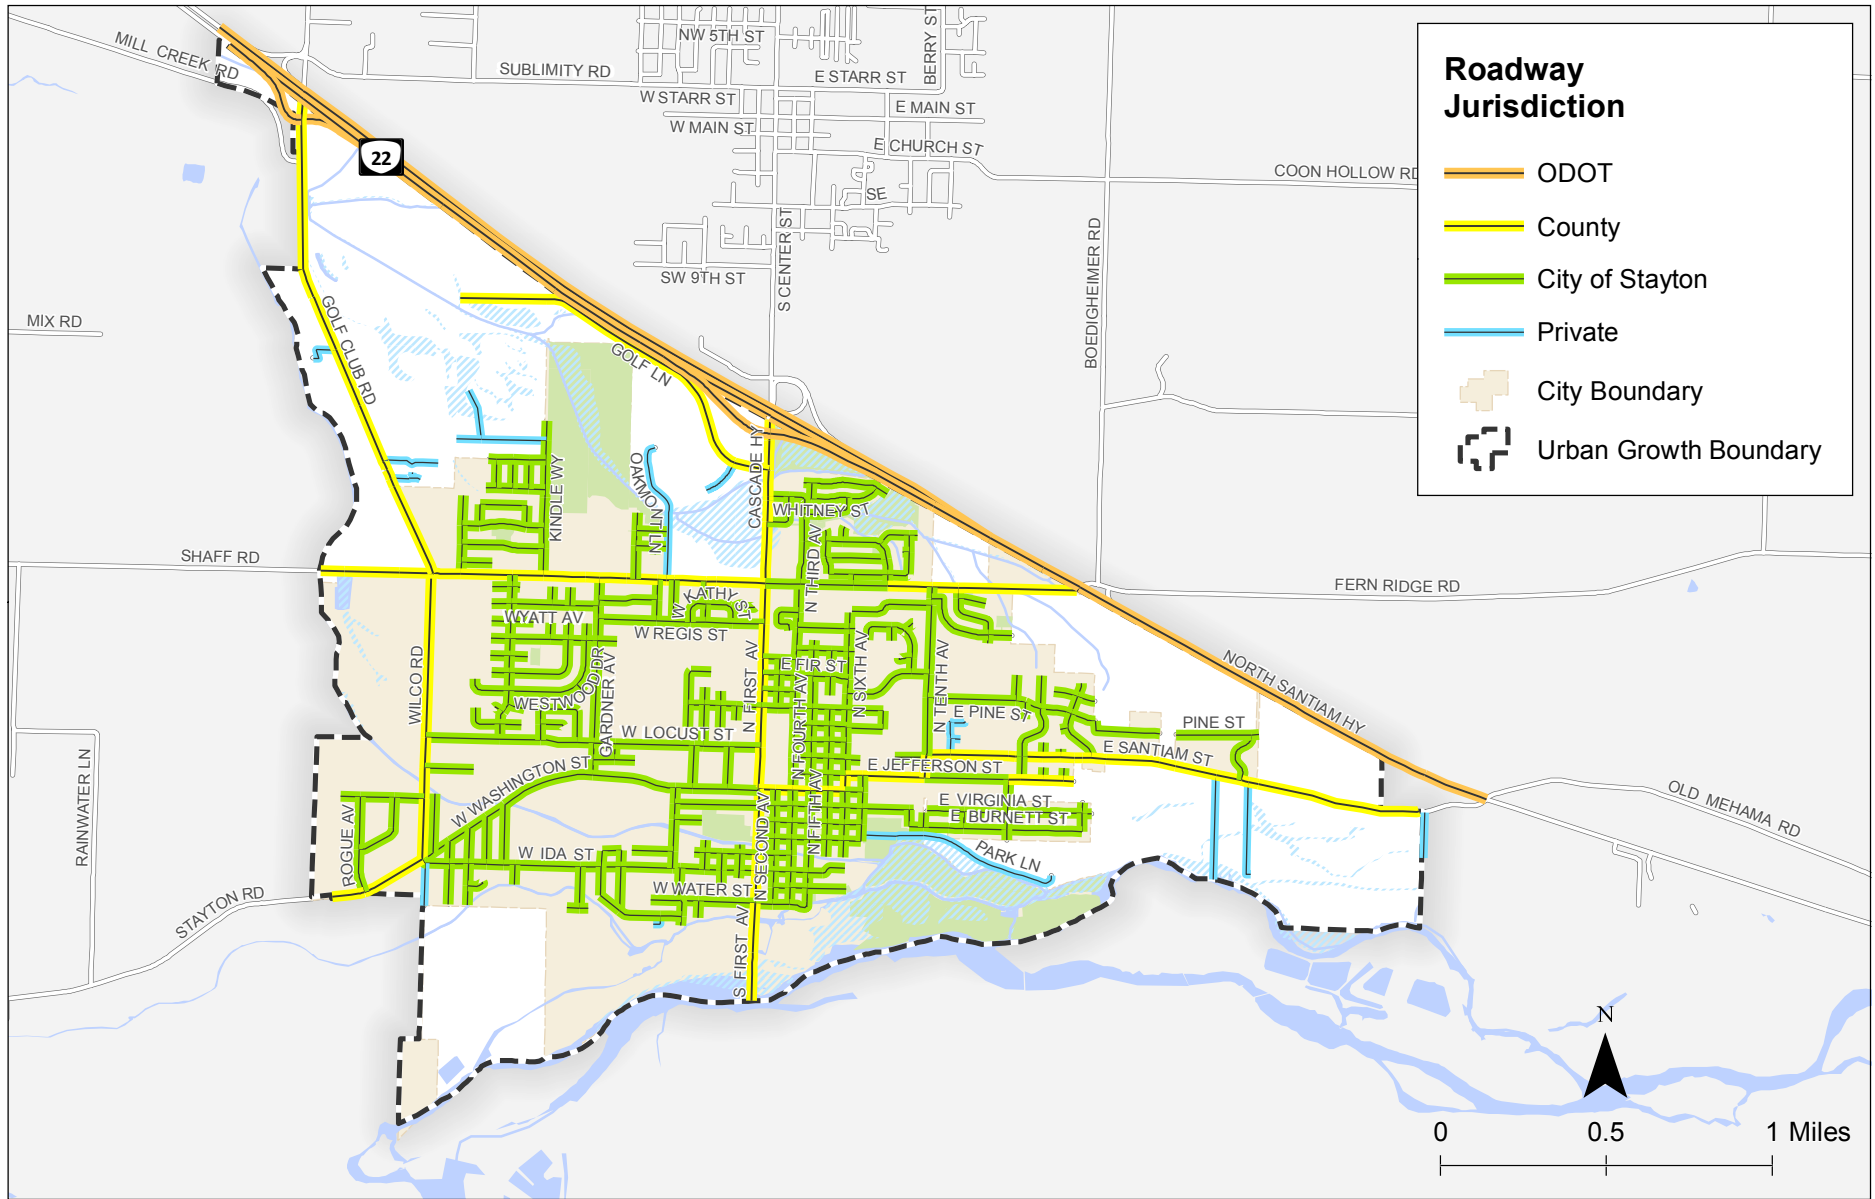 MILL CREEK RD
SUBLIMITY RD
NW 5TH ST
BERRY ST
E STARR ST
W STARR ST
E MAIN ST
W MAIN ST
E CHURCH ST
SE
COON HOLLOW RD
22
SW 9TH ST
S CENTER ST
BOEDIGHEIMER RD
MIX RD
GOLF CLUB RD
GOLF LN
KINDLE WY
OAKMONT LN
CASCADE HY
WHITNEY ST
N THIRD AV
SHAFF RD
FERN RIDGE RD
W KATHY ST
WYATT AV
W REGIS ST
WILCO RD
WESTWOOD DR
GARDNER AV
N FIRST AV
E FIR ST
N FOURTH AV
N SIXTH AV
N TENTH AV
E PINE ST
PINE ST
NORTH SANTIAM HY
W LOCUST ST
E SANTIAM ST
E JEFFERSON ST
W WASHINGTON ST
E VIRGINIA ST
E BURNETT ST
OLD MEHAMA RD
RAINWATER LN
ROGUE AV
N SECOND AV
N FIFTH AV
W IDA ST
PARK LN
W WATER ST
STAYTON RD
S FIRST AV
Roadway
Jurisdiction
ODOT
County
City of Stayton
Private
City Boundary
Urban Growth Boundary
N
0 0.5 1 Miles